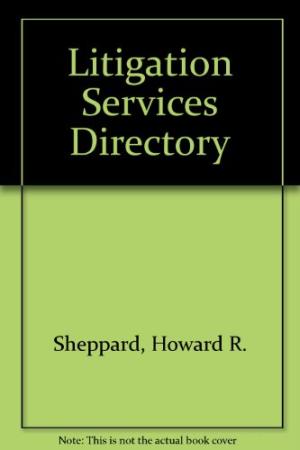 Litigation
Services
Directory
Sheppard, Howard R.
Note: This is not the actual book cover